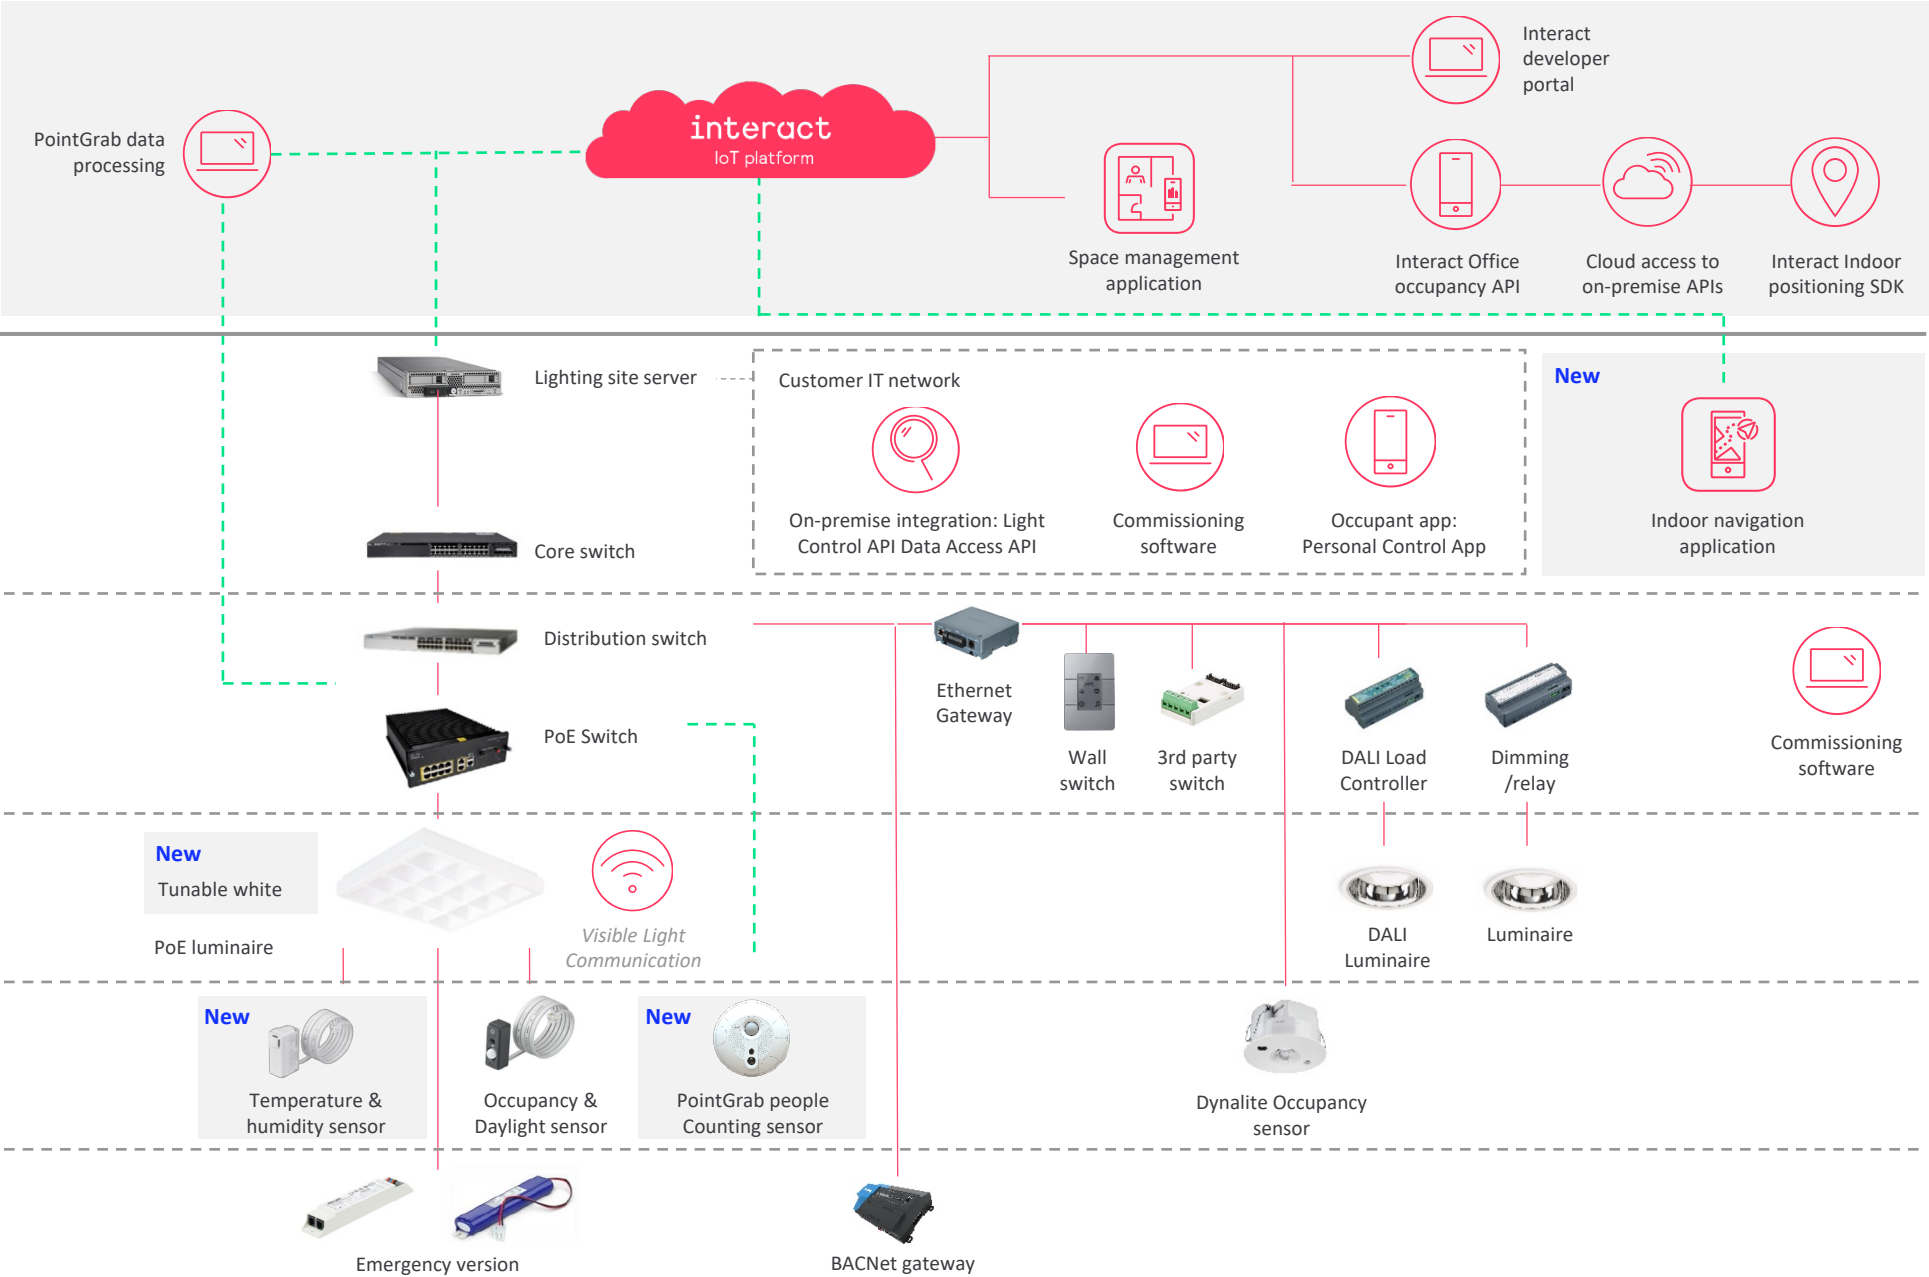 Interact
developer
portal
PointGrab data
processing
interact
IoT platform
Space management
application
Interact Office
occupancy API
Cloud access to
on-premise APIs
Interact Indoor
positioning SDK
Lighting site server
Customer IT network
New
On-premise integration: Light
Control API Data Access API
Commissioning
software
Occupant app:
Personal Control App
Indoor navigation
application
Core switch
Distribution switch
Ethernet
Gateway
PoE Switch
Wall
switch
3rd party
switch
DALI Load
Controller
Dimming
/relay
Commissioning
software
New
Tunable white
PoE luminaire
Visible Light
Communication
DALI
Luminaire
Luminaire
New
Temperature &
humidity sensor
Occupancy &
Daylight sensor
New
PointGrab people
Counting sensor
Dynalite Occupancy
sensor
Emergency version
BACNet gateway